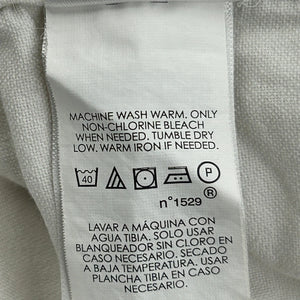 MACHINE WASH WARM. ONLY
NON-CHLORINE BLEACH
WHEN NEEDED. TUMBLE DRY
LOW. WARM IRON IF NEEDED.
40 P
®
n°1529
LAVAR A MÁQUINA CON
AGUA TIBIA. SOLO USAR
BLANQUEADOR SIN CLORO EN
CASO NECESARIO. SECADO
A BAJA TEMPERATURA. USAR
PLANCHA TIBIA EN CASO
NECESARIO.